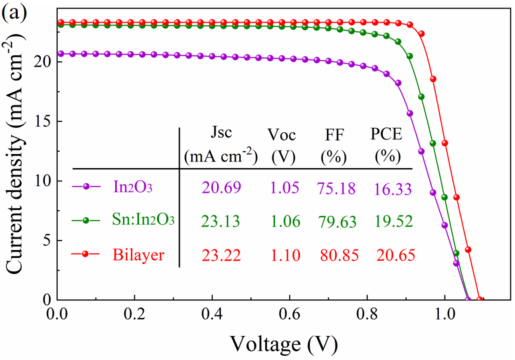 (a)
Current density (mA cm-2)
20
15
10
5
0
Jsc Voc FF PCE
(mA cm-2) (V) (%) (%)
In2O3 20.69 1.05 75.18 16.33
Sn:In2O3 23.13 1.06 79.63 19.52
Bilayer 23.22 1.10 80.85 20.65
0.0 0.2 0.4 0.6 0.8 1.0 1.2
Voltage (V)